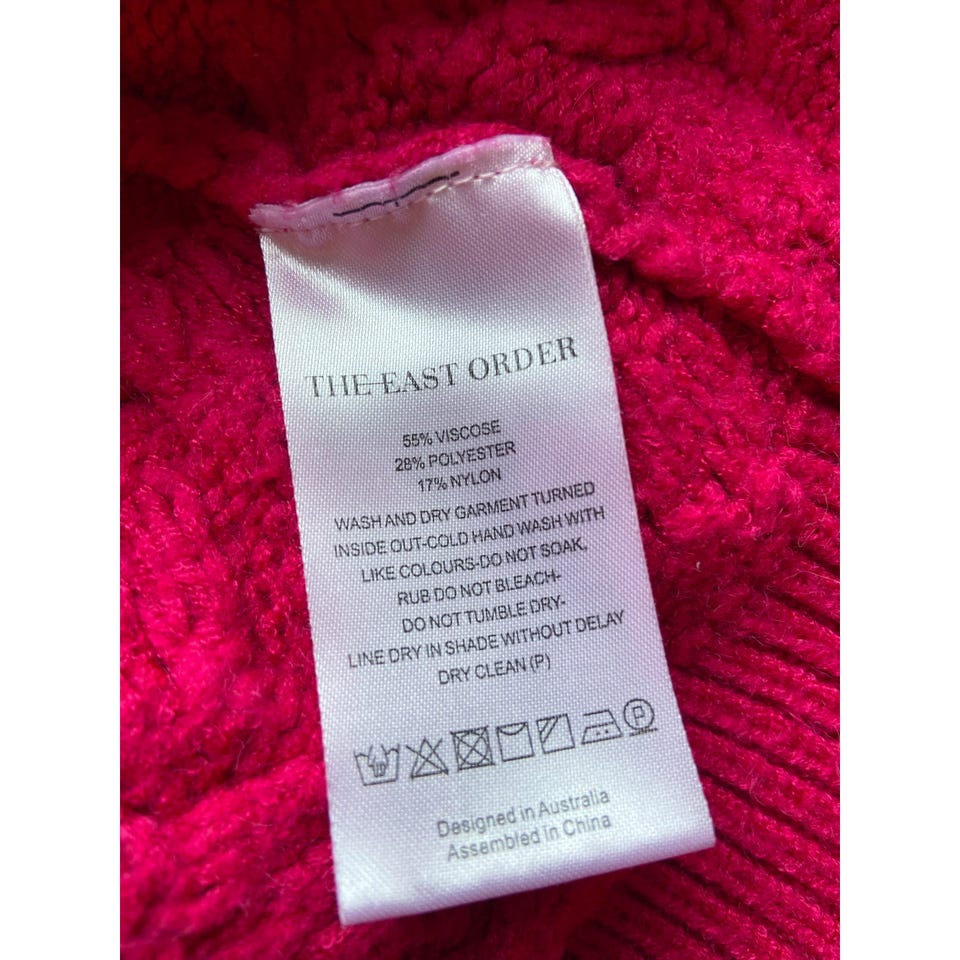 THE EAST ORDER
55% VISCOSE
28% POLYESTER
17% NYLON
WASH AND DRY GARMENT TURNED
INSIDE OUT-COLD HAND WASH WITH
LIKE COLOURS-DO NOT SOAK,
RUB DO NOT BLEACH-
DO NOT TUMBLE DRY-
LINE DRY IN SHADE WITHOUT DELAY
DRY CLEAN (P)
P
Designed in Australia
Assembled in China